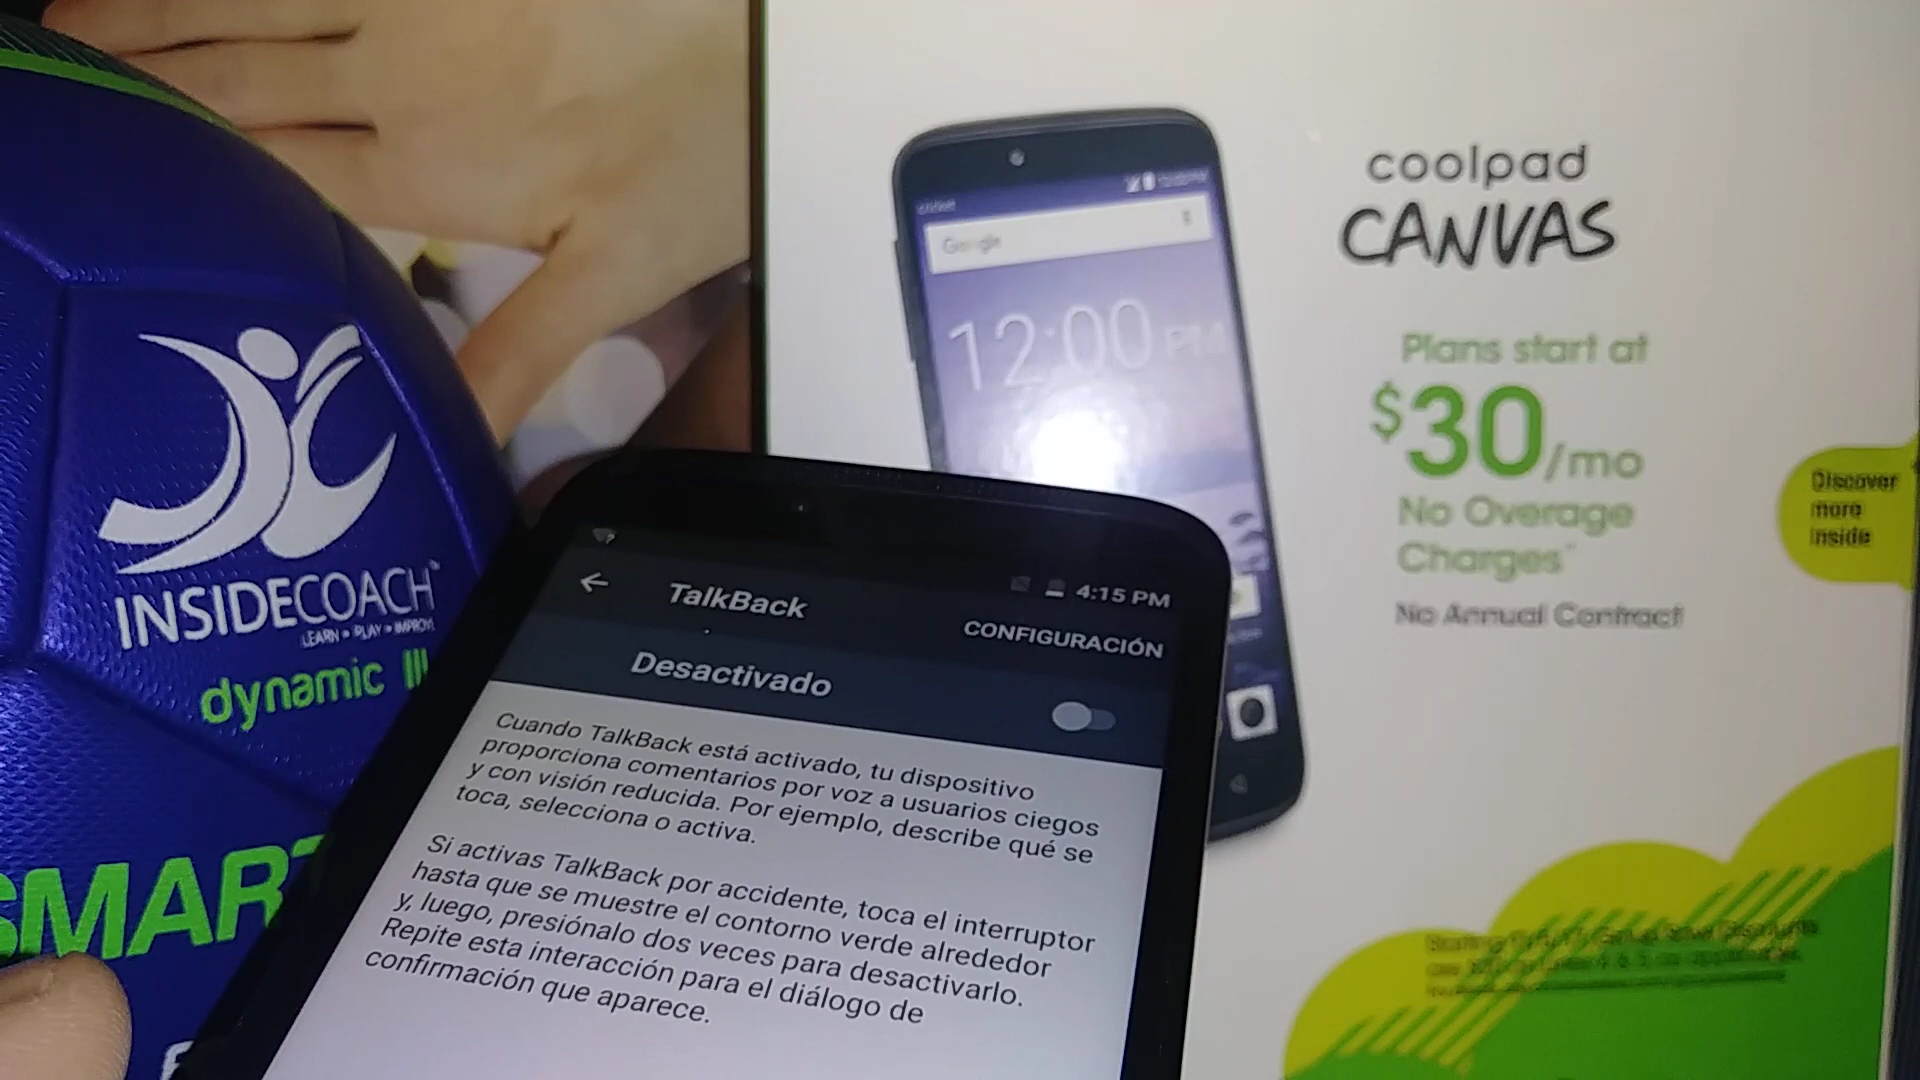 INSIDECOACH™
LEARN • PLAY • IMPROV
dynamic III
SMART
Google
12:00 PM
coolpad
CANVAS
Plans start at
$30/mo
No Overage
Charges
No Annual Contract
Discover
more
inside
4:15 PM
TalkBack
CONFIGURACIÓN
Desactivado
Cuando TalkBack está activado, tu dispositivo
proporciona comentarios por voz a usuarios ciegos
y con visión reducida. Por ejemplo, describe qué se
toca, selecciona o activa.
Si activas TalkBack por accidente, toca el interruptor
hasta que se muestre el contorno verde alrededor
y, luego, presiónalo dos veces para desactivarlo.
Repite esta interacción para el diálogo de
confirmación que aparece.